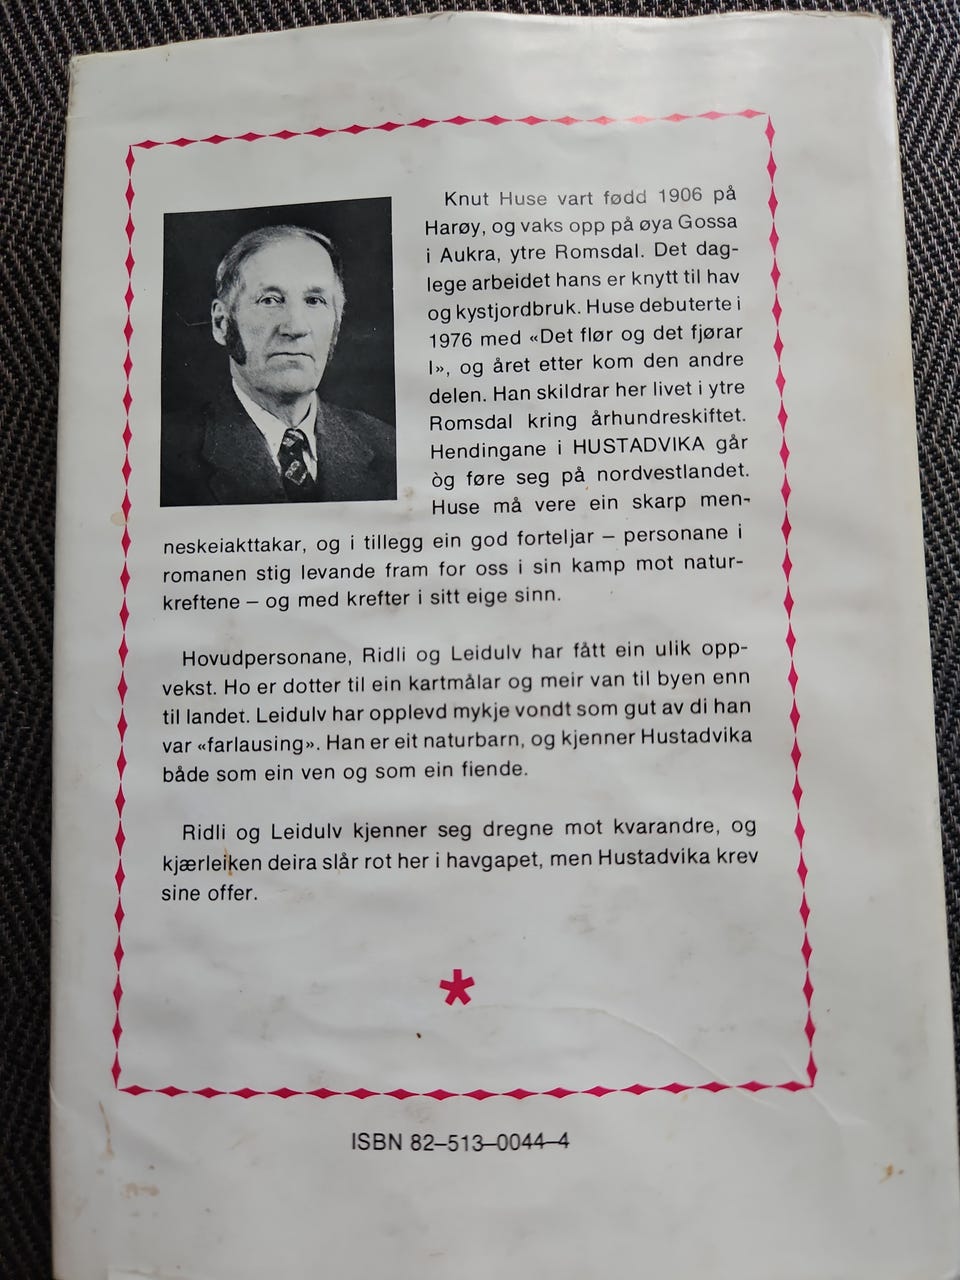 Knut Huse vart fødd 1906 på
Harøy, og vaks opp på øya Gossa
i Aukra, ytre Romsdal. Det dag-
lege arbeidet hans er knytt til hav
og kystjordbruk. Huse debuterte i
1976 med «Det flør og det fjørar
I», og året etter kom den andre
delen. Han skildrar her livet i ytre
Romsdal kring århundreskiftet.
Hendingane i HUSTADVIKA går
òg føre seg på nordvestlandet.
Huse må vere ein skarp men-
neskeiakttakar, og i tillegg ein god forteljar – personane i
romanen stig levande fram for oss i sin kamp mot natur-
kreftene – og med krefter i sitt eige sinn.
Hovudpersonane, Ridli og Leidulv har fått ein ulik opp-
vekst. Ho er dotter til ein kartmålar og meir van til byen enn
til landet. Leidulv har opplevd mykje vondt som gut av di han
var «farlausing». Han er eit naturbarn, og kjenner Hustadvika
både som ein ven og som ein fiende.
Ridli og Leidulv kjenner seg dregne mot kvarandre, og
kjærleiken deira slår rot her i havgapet, men Hustadvika krev
sine offer.
*
ISBN 82–513–0044–4